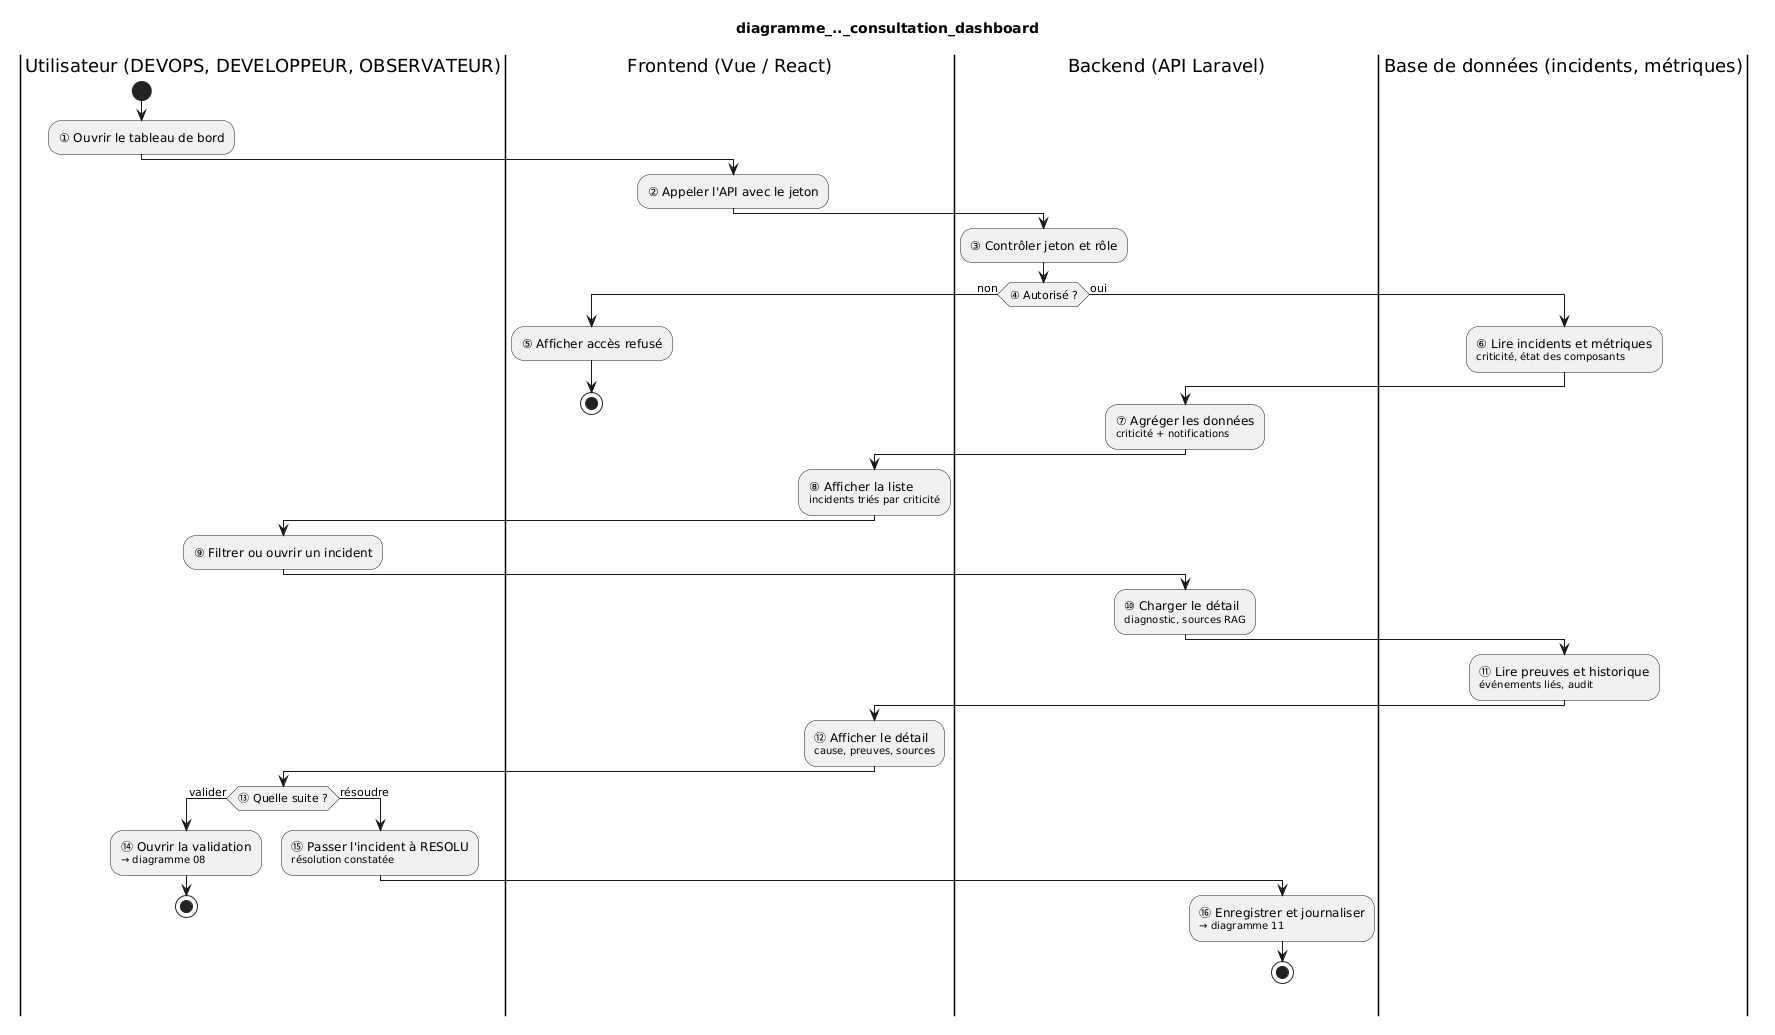 diagramme_.._consultation_dashboard
Utilisateur (DEVOPS, DEVELOPPEUR, OBSERVATEUR)
Frontend (Vue / React)
Backend (API Laravel)
Base de données (incidents, métriques)
① Ouvrir le tableau de bord
② Appeler l'API avec le jeton
③ Contrôler jeton et rôle
non
④ Autorisé ?
oui
⑤ Afficher accès refusé
⑥ Lire incidents et métriques
criticité, état des composants
⑦ Agréger les données
criticité + notifications
⑧ Afficher la liste
incidents triés par criticité
⑨ Filtrer ou ouvrir un incident
⑩ Charger le détail
diagnostic, sources RAG
⑪ Lire preuves et historique
événements liés, audit
⑫ Afficher le détail
cause, preuves, sources
valider
⑬ Quelle suite ?
résoudre
⑭ Ouvrir la validation
→ diagramme 08
⑮ Passer l'incident à RESOLU
résolution constatée
⑯ Enregistrer et journaliser
→ diagramme 11